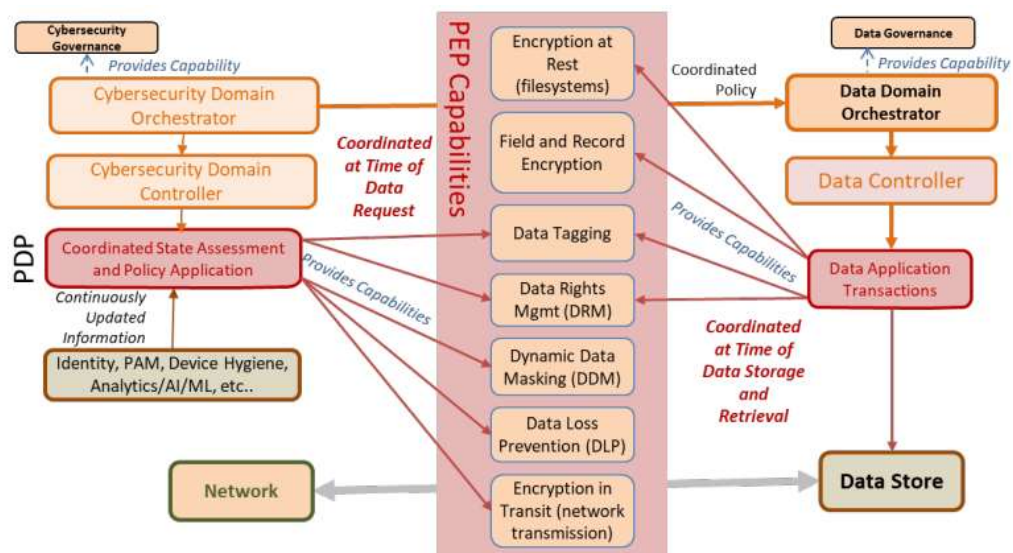 Cybersecurity
Governance
Provides Capability
Cybersecurity Domain
Orchestrator
Cybersecurity Domain
Controller
PDP
Coordinated State Assessment
and Policy Application
Continuously
Updated
Information
Identity, PAM, Device Hygiene,
Analytics/AI/ML, etc..
Network
Coordinated
at Time of
Data
Request
Provides Capabilities
PEP Capabilities
Encryption at
Rest
(filesystems)
Field and Record
Encryption
Data Tagging
Data Rights
Mgmt (DRM)
Dynamic Data
Masking (DDM)
Data Loss
Prevention (DLP)
Encryption in
Transit (network
transmission)
Coordinated
Policy
Provides Capabilities
Data Governance
Provides Capability
Data Domain
Orchestrator
Data Controller
Data Application
Transactions
Coordinated
at Time of
Data Storage
and
Retrieval
Data Store